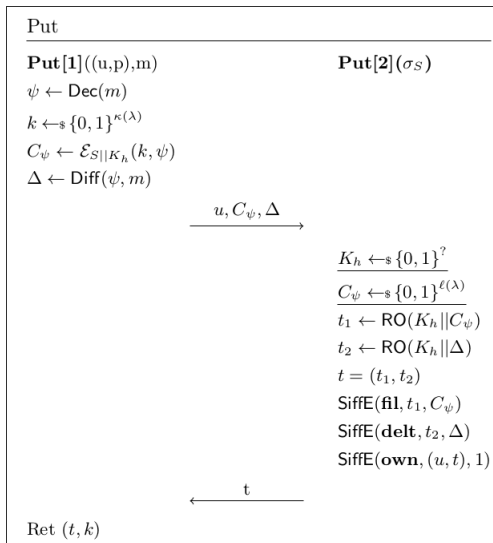 Put
Put[1]((u,p),m) Put[2](σ_S)
ψ ← Dec(m)
k ←$ {0, 1}^κ(λ)
C_ψ ← ℰ_S||K_h(k, ψ)
Δ ← Diff(ψ, m)
u, C_ψ, Δ
K_h ←$ {0, 1}^?
C_ψ ←$ {0, 1}^ℓ(λ)
t_1 ← RO(K_h||C_ψ)
t_2 ← RO(K_h||Δ)
t = (t_1, t_2)
SiffE(fil, t_1, C_ψ)
SiffE(delt, t_2, Δ)
SiffE(own, (u, t), 1)
t
Ret (t, k)